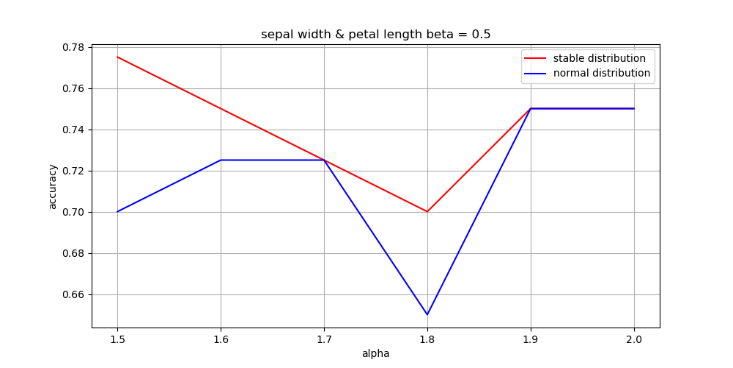 sepal width & petal length beta = 0.5
stable distribution
normal distribution
accuracy
0.78
0.76
0.74
0.72
0.70
0.68
0.66
1.5 1.6 1.7 1.8 1.9 2.0
alpha